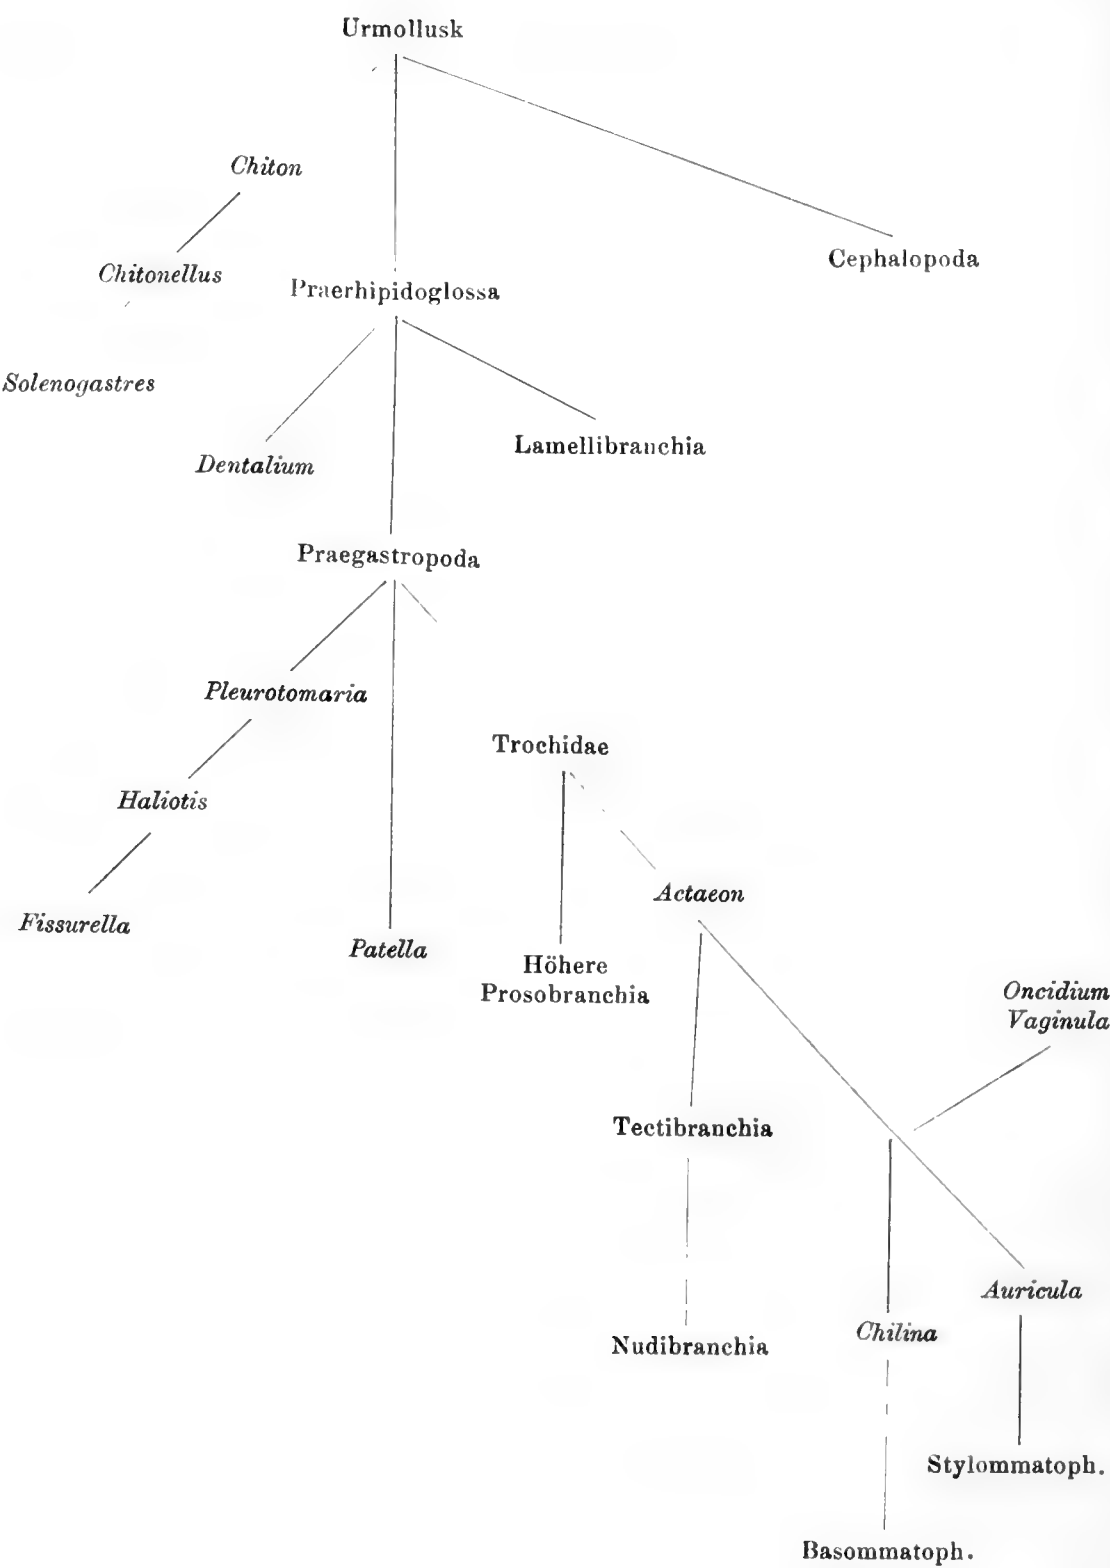 Urmollusk
Chiton
Cephalopoda
Chitonellus
Praerhipidoglossa
Solenogastres
Lamellibranchia
Dentalium
Praegastropoda
Pleurotomaria
Trochidae
Haliotis
Actaeon
Fissurella
Patella
Höhere
Prosobranchia
Oncidium
Vaginula
Tectibranchia
Auricula
Chilina
Nudibranchia
Stylommatoph.
Basommatoph.